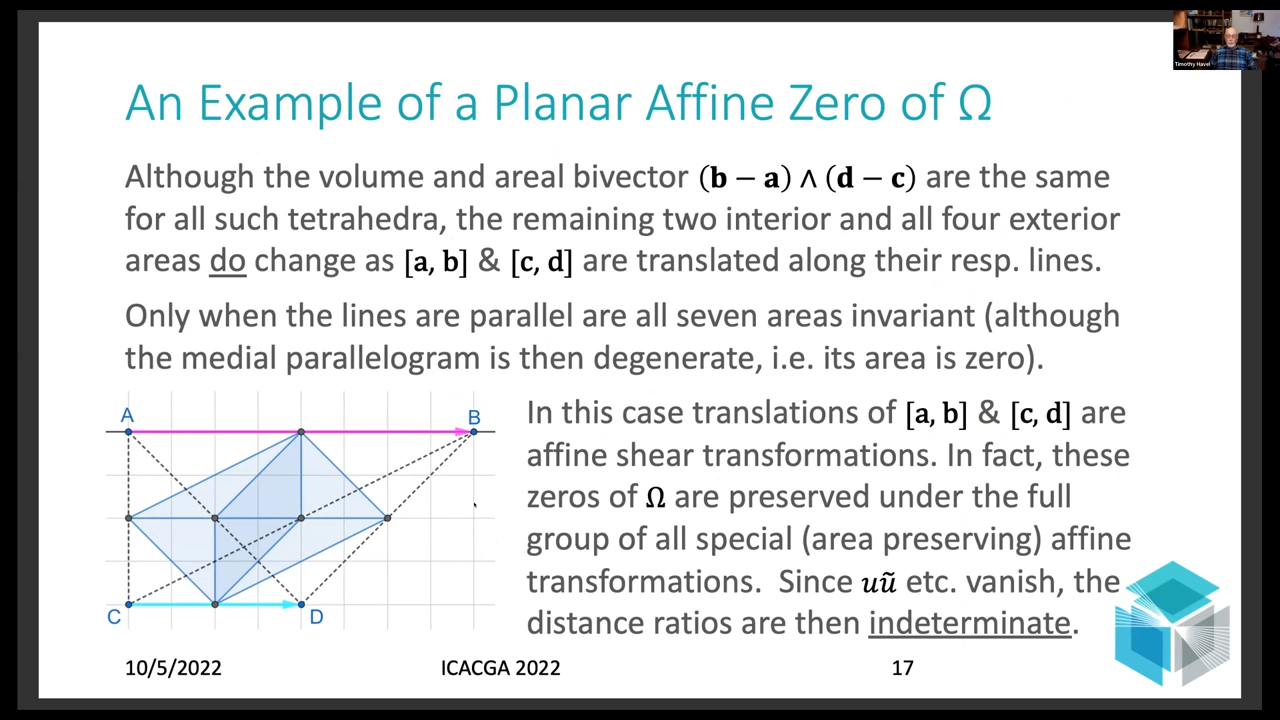 Timothy Havel
An Example of a Planar Affine Zero of Ω
Although the volume and areal bivector (b − a) ∧ (d − c) are the same
for all such tetrahedra, the remaining two interior and all four exterior
areas do change as [a, b] & [c, d] are translated along their resp. lines.
Only when the lines are parallel are all seven areas invariant (although
the medial parallelogram is then degenerate, i.e. its area is zero).
A
B
C
D
In this case translations of [a, b] & [c, d] are
affine shear transformations. In fact, these
zeros of Ω are preserved under the full
group of all special (area preserving) affine
transformations. Since uũ etc. vanish, the
distance ratios are then indeterminate.
10/5/2022
ICACGA 2022
17